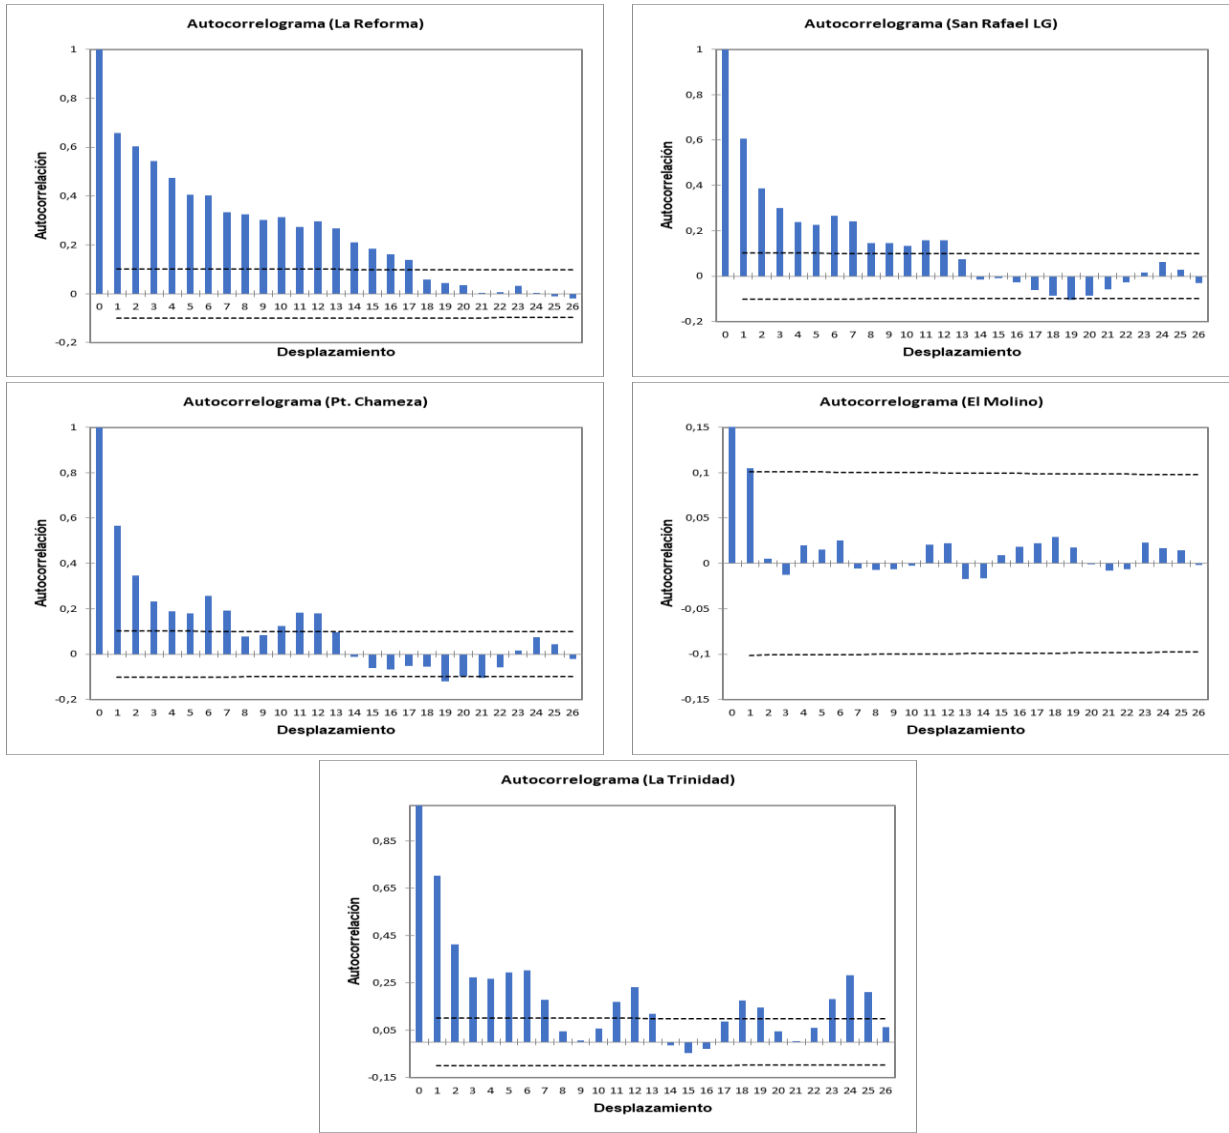 Autocorrelograma (La Reforma)
1
0,8
0,6
0,4
0,2
0
-0,2
Autocorrelación
0 1 2 3 4 5 6 7 8 9 10 11 12 13 14 15 16 17 18 19 20 21 22 23 24 25 26
Desplazamiento
Autocorrelograma (San Rafael LG)
1
0,8
0,6
0,4
0,2
0
-0,2
Autocorrelación
0 1 2 3 4 5 6 7 8 9 10 11 12 13 14 15 16 17 18 19 20 21 22 23 24 25 26
Desplazamiento
Autocorrelograma (Pt. Chameza)
1
0,8
0,6
0,4
0,2
0
-0,2
Autocorrelación
0 1 2 3 4 5 6 7 8 9 10 11 12 13 14 15 16 17 18 19 20 21 22 23 24 25 26
Desplazamiento
Autocorrelograma (El Molino)
0,15
0,1
0,05
0
-0,05
-0,1
-0,15
Autocorrelación
0 1 2 3 4 5 6 7 8 9 10 11 12 13 14 15 16 17 18 19 20 21 22 23 24 25 26
Desplazamiento
Autocorrelograma (La Trinidad)
0,85
0,65
0,45
0,25
0,05
-0,15
Autocorrelación
0 1 2 3 4 5 6 7 8 9 10 11 12 13 14 15 16 17 18 19 20 21 22 23 24 25 26
Desplazamiento